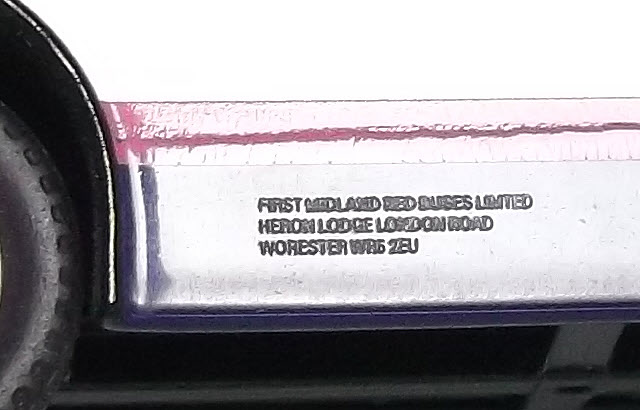 FIRST MIDLAND RED BUSES LIMITED
HERON LODGE LONDON ROAD
WORESTER WR5 2EU